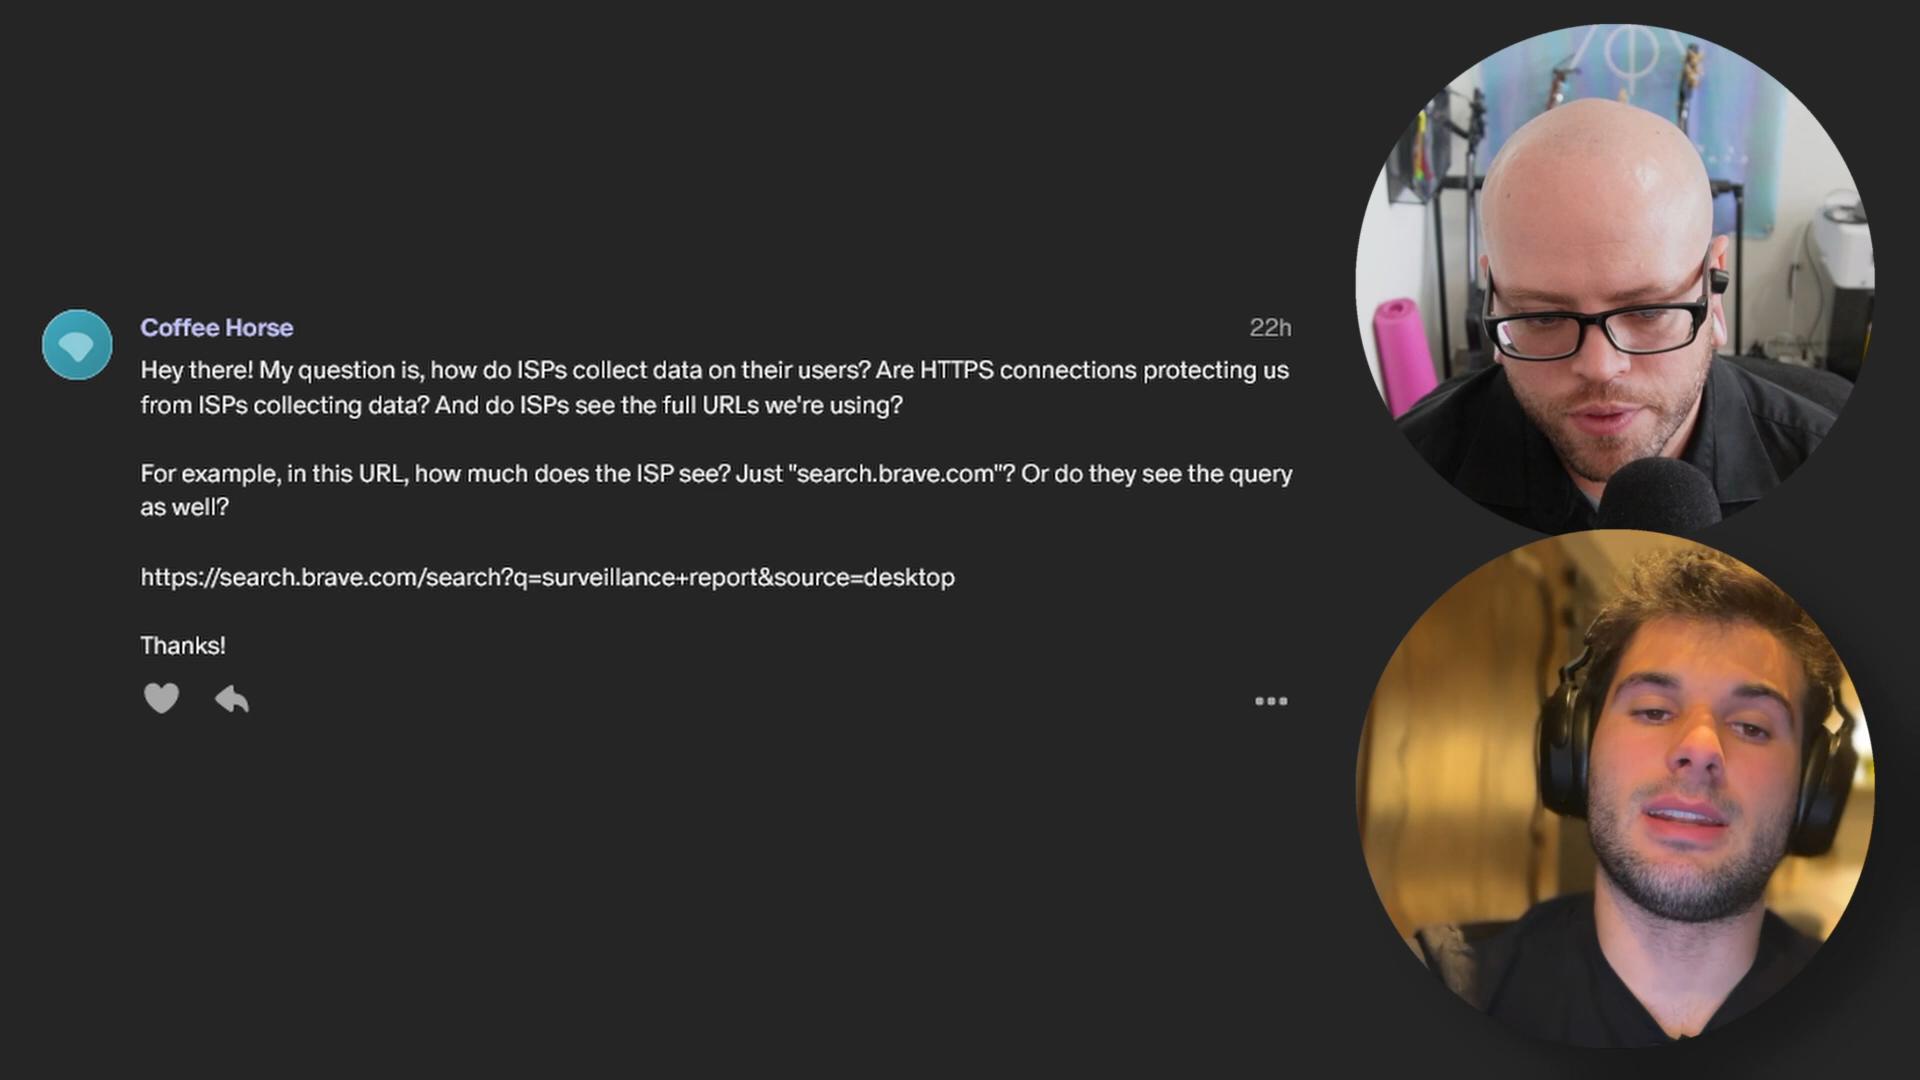 Coffee Horse
22h
Hey there! My question is, how do ISPs collect data on their users? Are HTTPS connections protecting us
from ISPs collecting data? And do ISPs see the full URLs we're using?
For example, in this URL, how much does the ISP see? Just "search.brave.com"? Or do they see the query
as well?
https://search.brave.com/search?q=surveillance+report&source=desktop
Thanks!